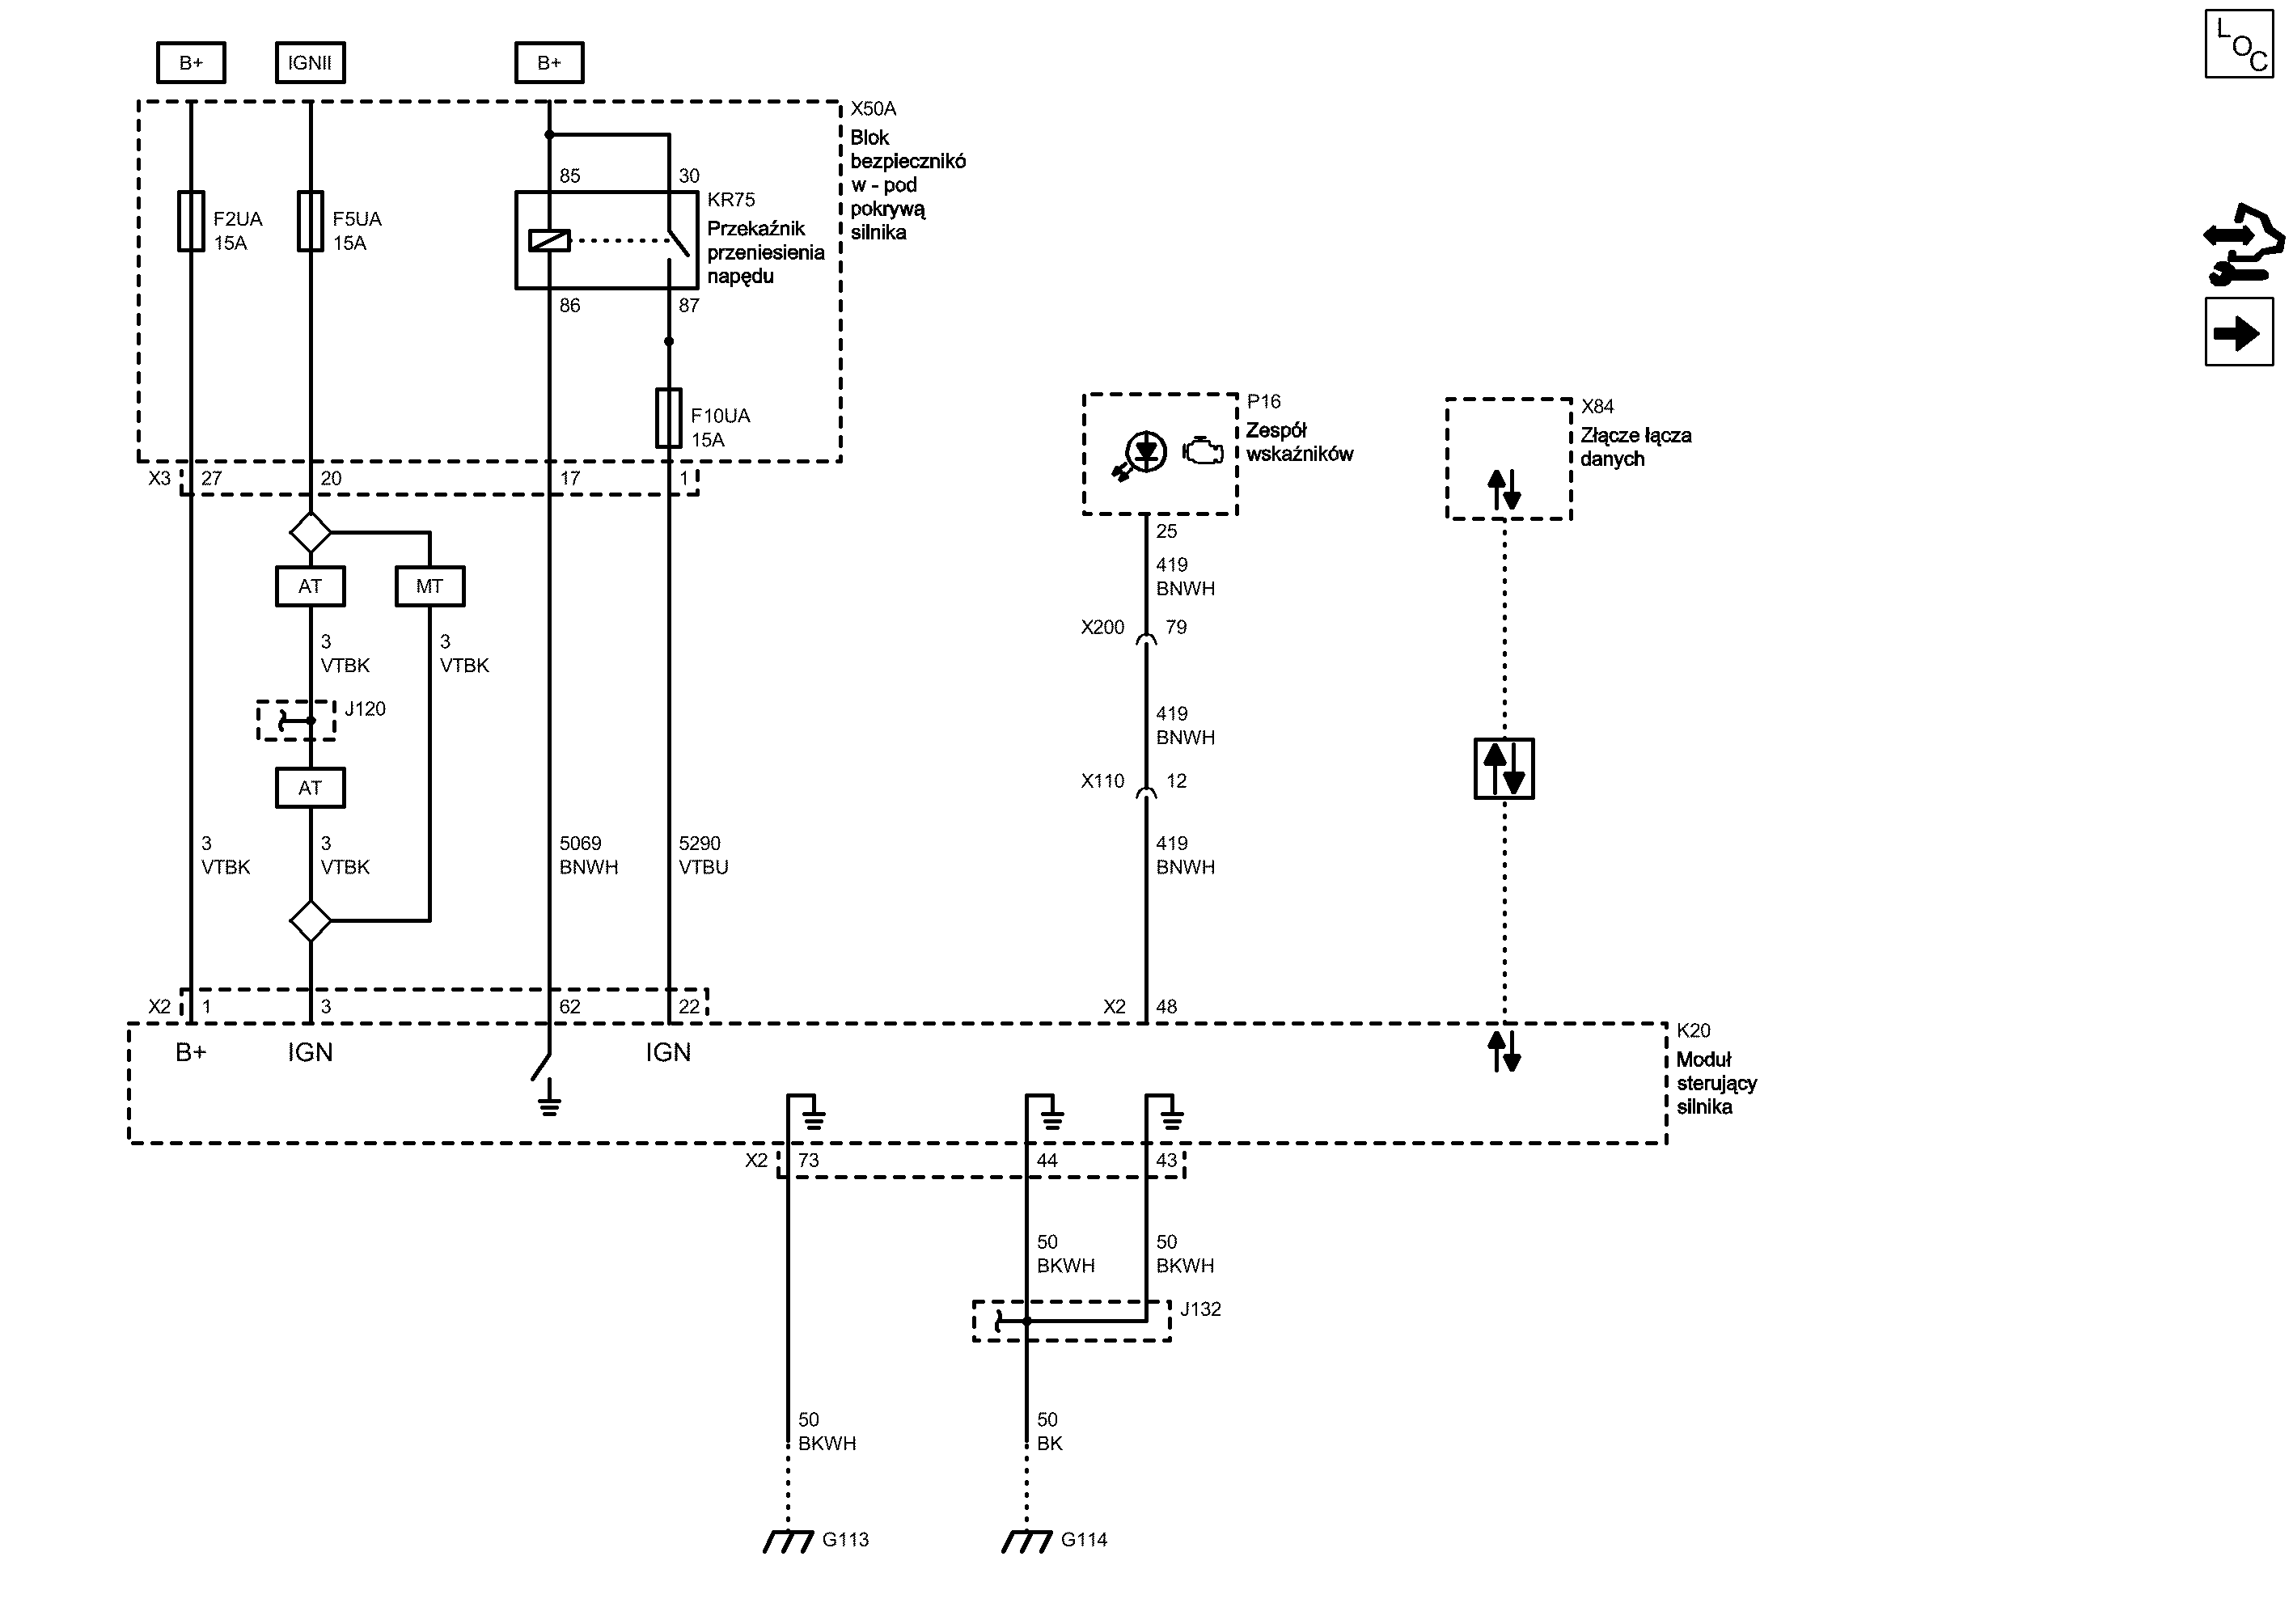 B+
IGNII
B+
LOC
X50A
Blok
bezpiecznikó
w - pod
pokrywą
silnika
85
30
KR75
Przekaźnik
przeniesienia
napędu
F2UA
15A
F5UA
15A
86
87
F10UA
15A
P16
Zespół
wskaźników
X84
Złącze łącza
danych
X3
27
20
17
1
25
419
BNWH
AT
MT
X200
79
3
VTBK
3
VTBK
J120
419
BNWH
AT
X110
12
3
VTBK
3
VTBK
5069
BNWH
5290
VTBU
419
BNWH
X2
1
3
62
22
X2
48
K20
Moduł
sterujący
silnika
B+
IGN
IGN
X2
73
44
43
50
BKWH
50
BKWH
J132
50
BKWH
50
BK
G113
G114